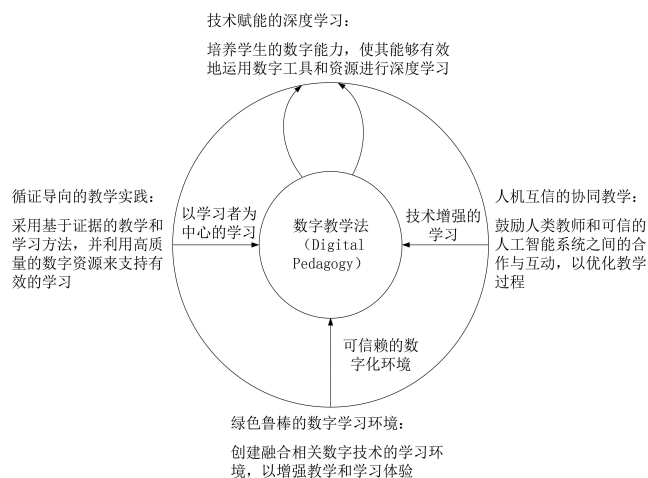 技术赋能的深度学习：
培养学生的数字能力，使其能够有效
地运用数字工具和资源进行深度学习
循证导向的教学实践：
采用基于证据的教学和
学习方法，并利用高质
量的数字资源来支持有
效的学习
以学习者为
中心的学习
数字教学法
（Digital
Pedagogy）
技术增强的
学习
人机互信的协同教学：
鼓励人类教师和可信的
人工智能系统之间的合
作与互动，以优化教学
过程
可信赖的数
字化环境
绿色鲁棒的数字学习环境：
创建融合相关数字技术的学习环
境，以增强教学和学习体验